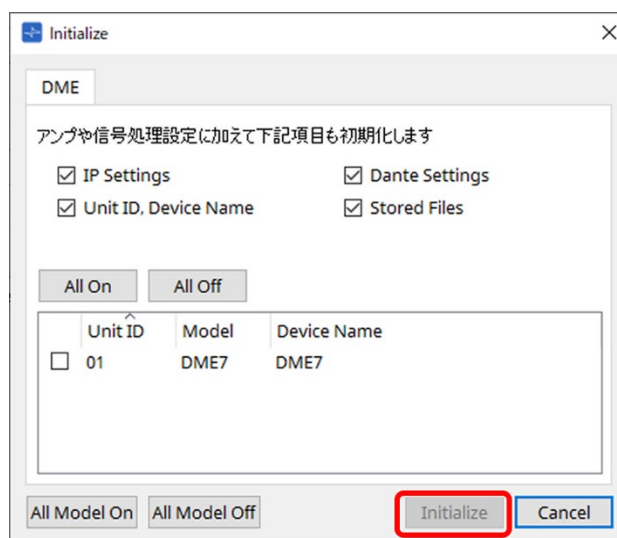 Initialize
DME
アンプや信号処理設定に加えて下記項目も初期化します
IP Settings Dante Settings
Unit ID, Device Name Stored Files
All On All Off
Unit ID Model Device Name
01 DME7 DME7
All Model On All Model Off Initialize Cancel